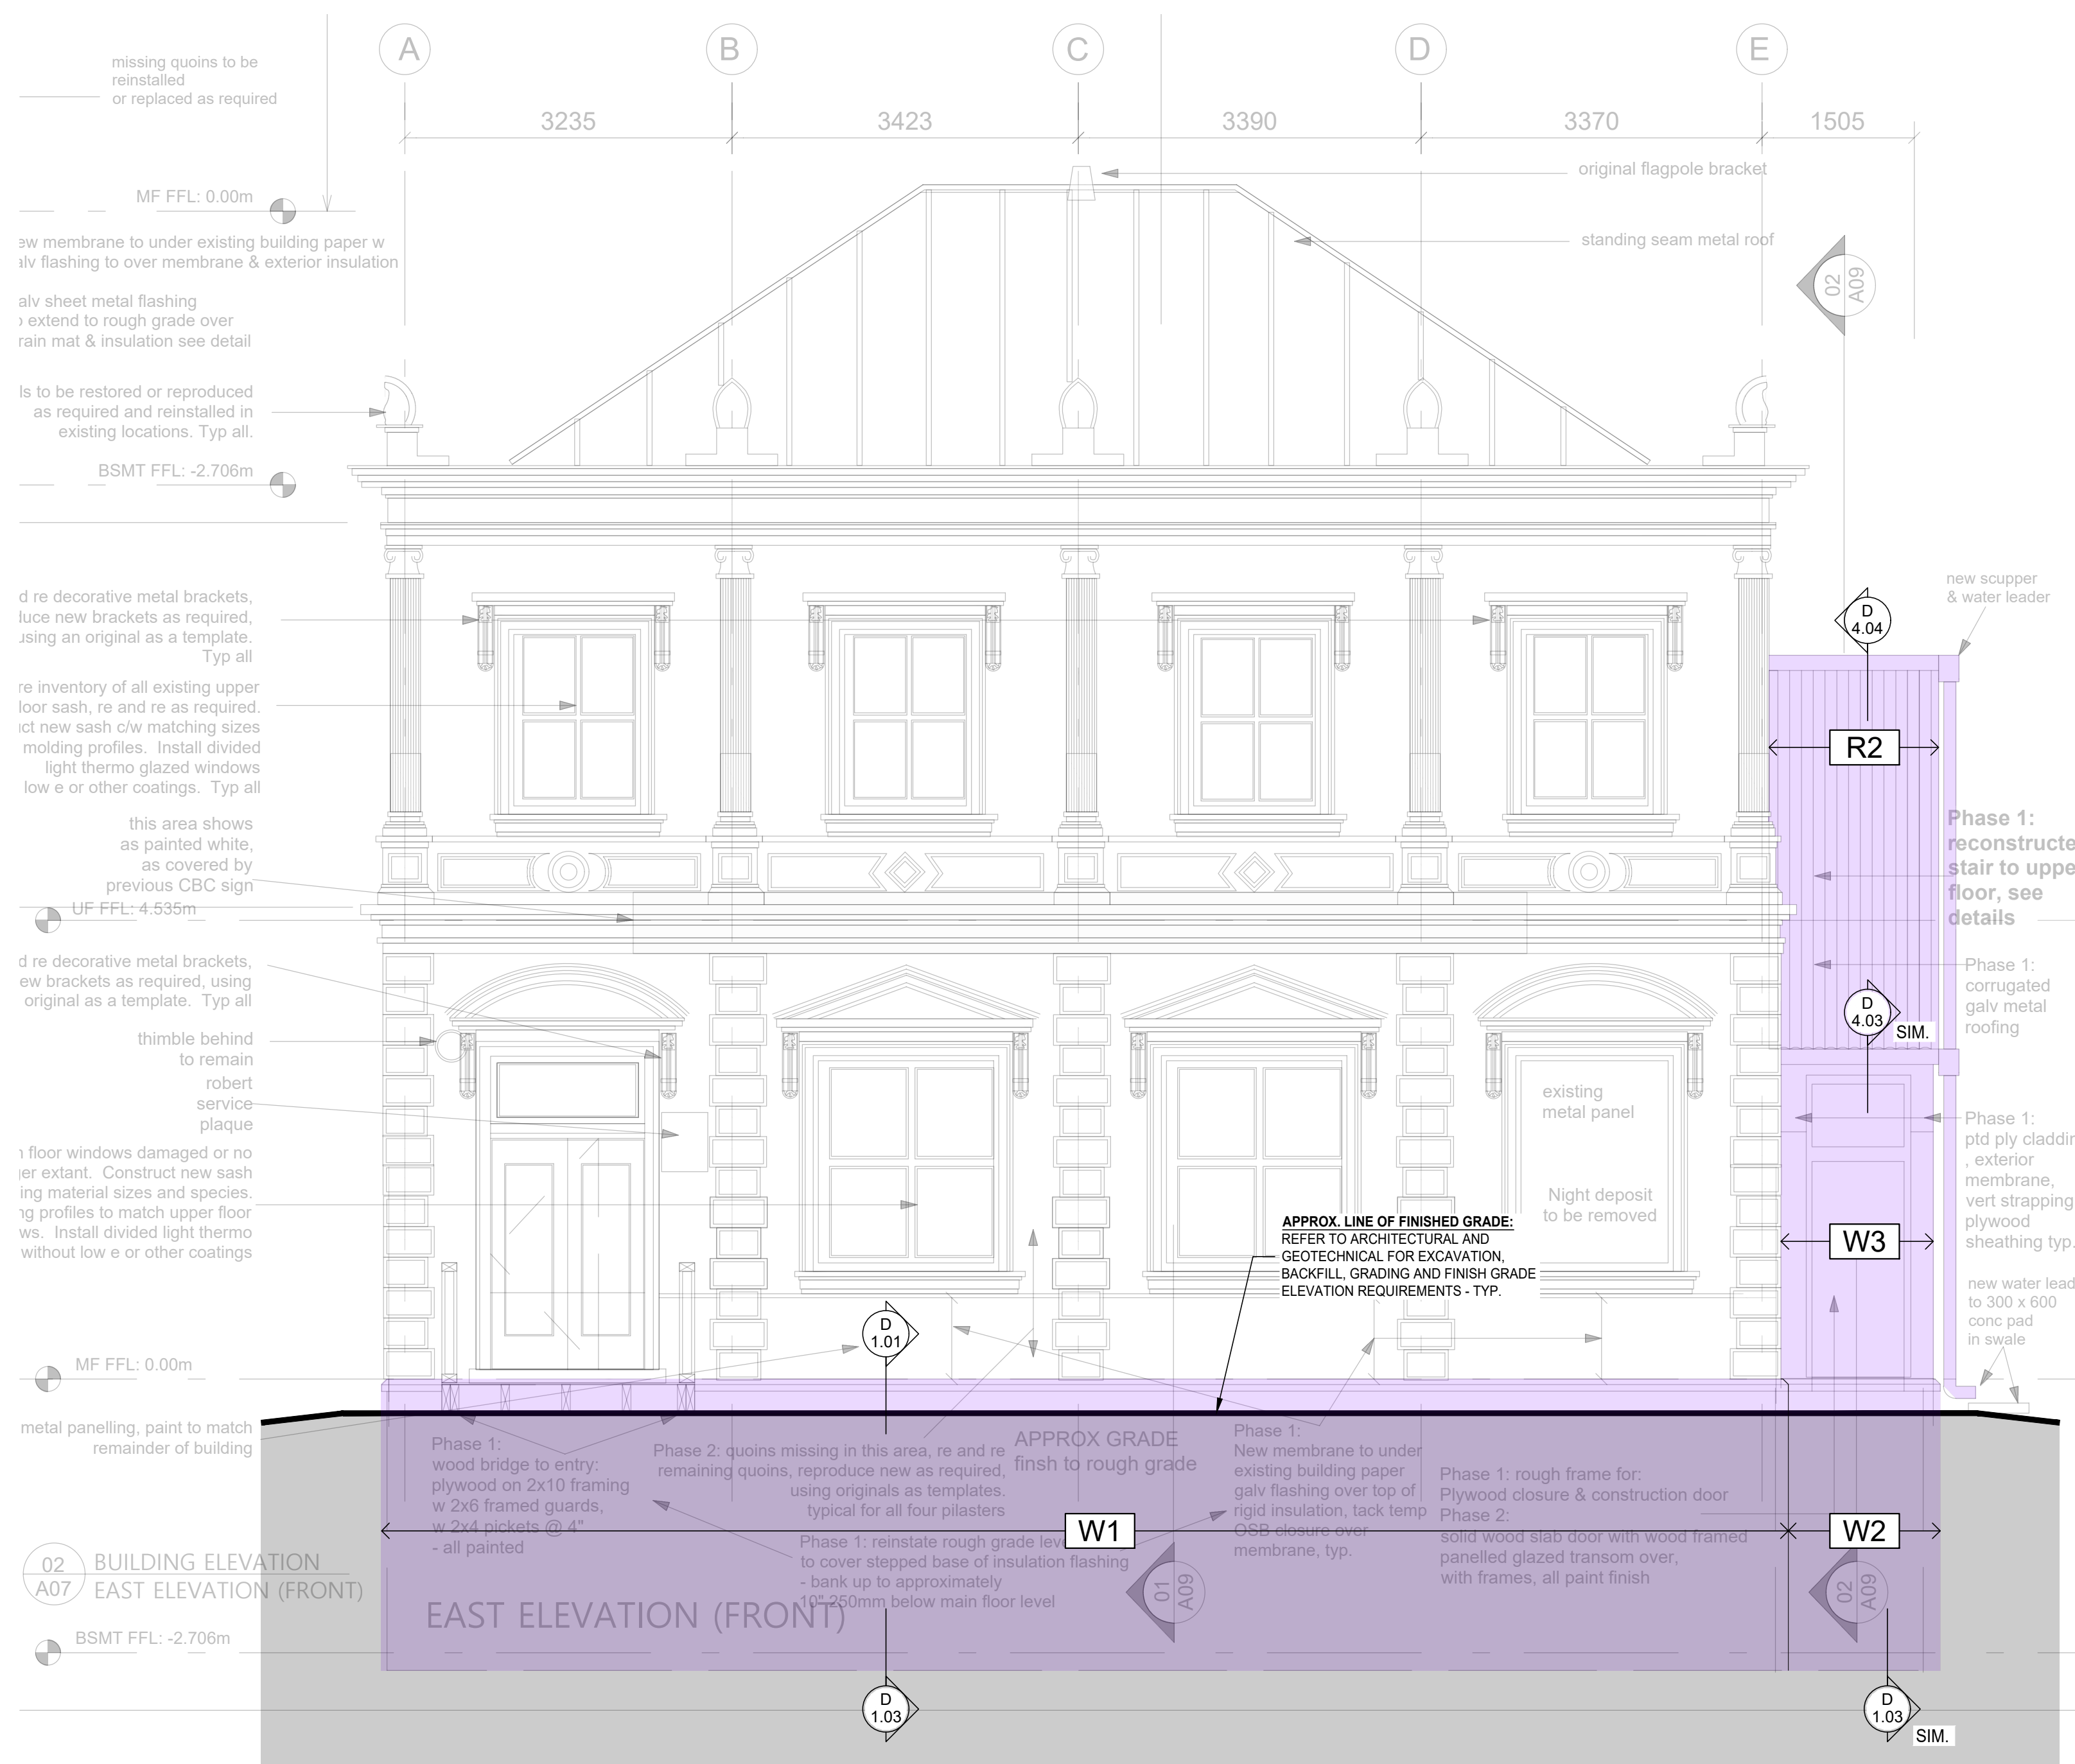 A
B
C
D
E
3235
3423
3390
3370
1505
missing quoins to be
reinstalled
or replaced as required
original flagpole bracket
MF FFL: 0.00m
standing seam metal roof
membrane to under existing building paper w
flashing to over membrane & exterior insulation
02
A09
sheet metal flashing
extend to rough grade over
mat & insulation see detail
to be restored or reproduced
as required and reinstalled in
existing locations. Typ all.
BSMT FFL: -2.706m
new scupper
& water leader
re decorative metal brackets,
new brackets as required,
using an original as a template.
Typ all
D
4.04
inventory of all existing upper
sash, re and re as required.
new sash c/w matching sizes
molding profiles. Install divided
light thermo glazed windows
low e or other coatings. Typ all
R2
this area shows
as painted white,
as covered by
previous CBC sign
Phase 1:
stair to
floor, see
details
UF FFL: 4.535m
re decorative metal brackets,
brackets as required, using
original as a template. Typ all
Phase 1:
corrugated
galv metal
roofing
D
4.03
SIM.
thimble behind
to remain
robert
service
plaque
existing
metal panel
Phase 1:
ptd ply
, exterior
membrane,
vert strapping
plywood
sheathing typ.
floor windows damaged or no
extant. Construct new sash
material sizes and species.
profiles to match upper floor
Install divided light thermo
without low e or other coatings
Night deposit
to be removed
APPROX. LINE OF FINISHED GRADE:
REFER TO ARCHITECTURAL AND
GEOTECHNICAL FOR EXCAVATION,
BACKFILL, GRADING AND FINISH GRADE
ELEVATION REQUIREMENTS - TYP.
W3
new water
to 300 x 600
conc pad
in swale
D
1.01
MF FFL: 0.00m
metal panelling, paint to match
remainder of building
Phase 1:
wood bridge to entry:
plywood on 2x10 framing
w 2x6 framed guards,
w 2x4 pickets @ 4"
- all painted
Phase 2: quoins missing in this area, re and re
remaining quoins, reproduce new as required,
using originals as templates.
typical for all four pilasters
APPROX GRADE
finsh to rough grade
Phase 1:
New membrane to under
existing building paper
galv flashing over top of
rigid insulation, tack temp
OSB closure over
membrane, typ.
Phase 1: rough frame for:
Plywood closure & construction door
Phase 2:
solid wood slab door with wood framed
panelled glazed transom over,
with frames, all paint finish
W1
W2
Phase 1: reinstate rough grade
to cover stepped base of insulation flashing
- bank up to approximately
10" 250mm below main floor level
02
A07
BUILDING ELEVATION
EAST ELEVATION (FRONT)
EAST ELEVATION (FRONT)
01
A09
02
A09
BSMT FFL: -2.706m
D
1.03
D
1.03
SIM.